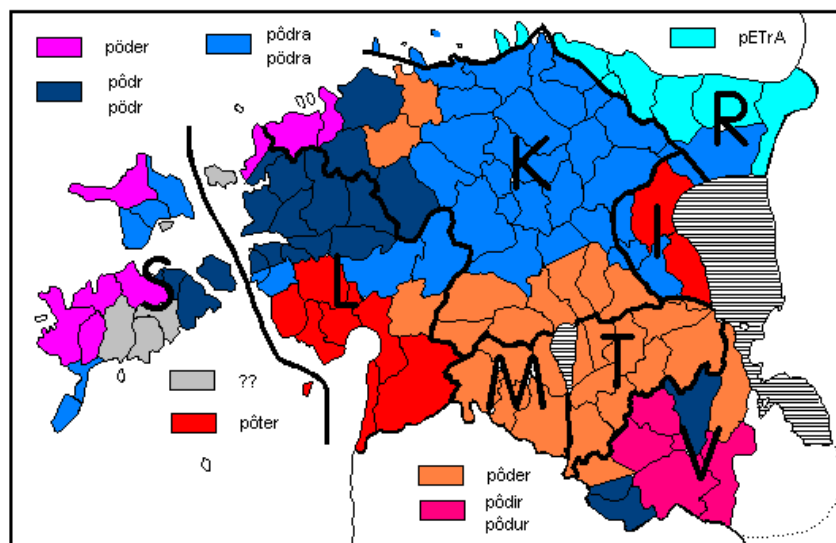 pöder
pôdra
pödra
pETrA
pôdr
pödr
R
K
I
S
L
??
T
M
pôter
V
pôder
pôdir
pôdur